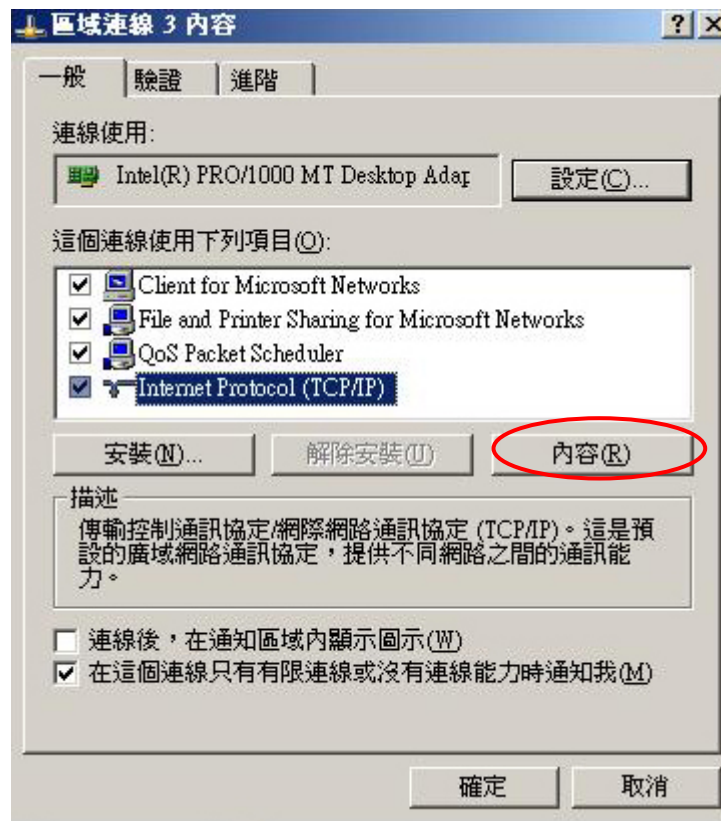 區域連線 3 內容
一般 驗證 進階
連線使用:
Intel(R) PRO/1000 MT Desktop Adap
設定(C)...
這個連線使用下列項目(O):
Client for Microsoft Networks
File and Printer Sharing for Microsoft Networks
QoS Packet Scheduler
Internet Protocol (TCP/IP)
安裝(N)... 解除安裝(U) 內容(R)
描述
傳輸控制通訊協定/網際網路通訊協定 (TCP/IP)。這是預
設的廣域網路通訊協定，提供不同網路之間的通訊能
力。
連線後，在通知區域內顯示圖示(W)
在這個連線只有有限連線或沒有連線能力時通知我(M)
確定 取消